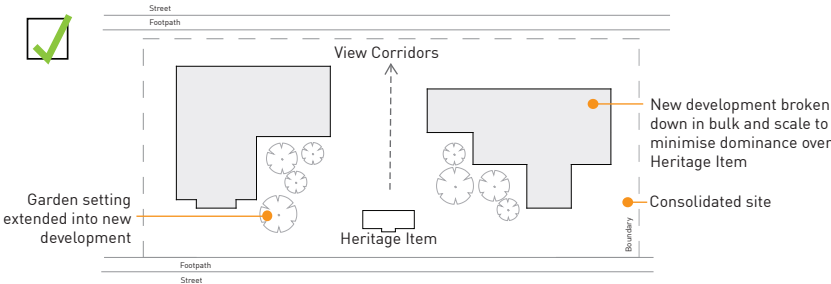 Street
Footpath
View Corridors
New development broken
down in bulk and scale to
minimise dominance over
Heritage Item
Garden setting
extended into new
development
Consolidated site
Boundary
Heritage Item
Footpath
Street